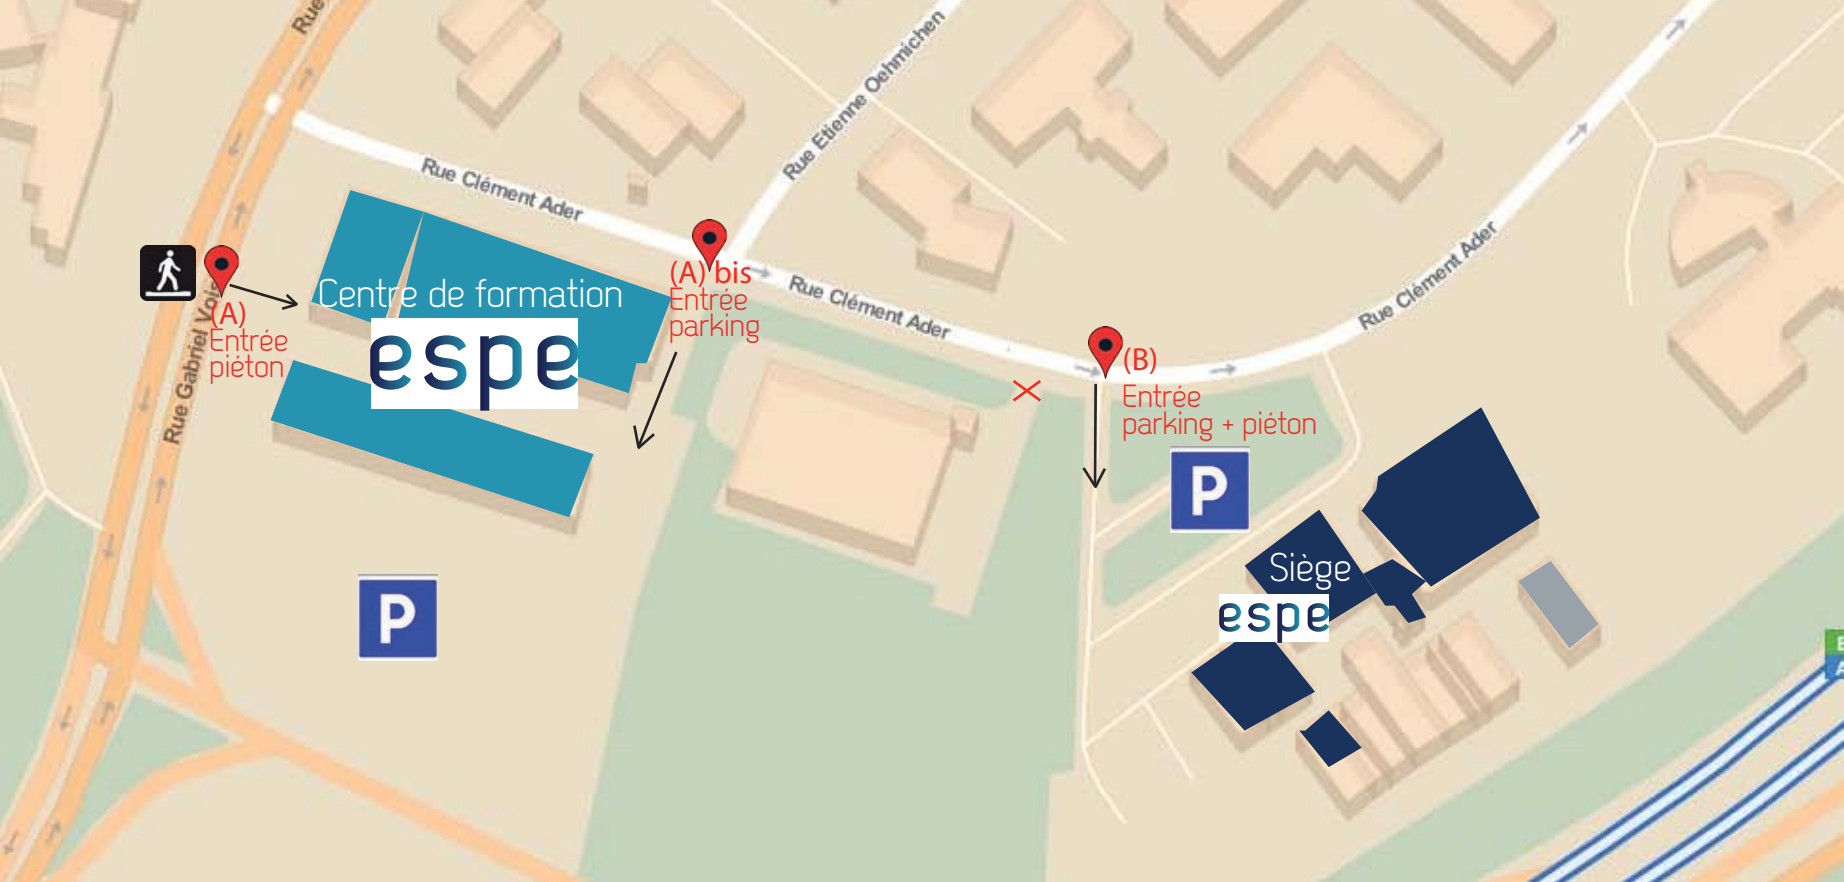 Rue
Rue Etienne Oehmichen
Rue Clément Ader
(A) bis
Entrée
parking
Rue Clément Ader
Rue Clément Ader
Centre de formation
espe
(A)
Entrée
piéton
Rue Gabriel Vois
(B)
Entrée
parking + piéton
P
Siège
espe
P
E
A